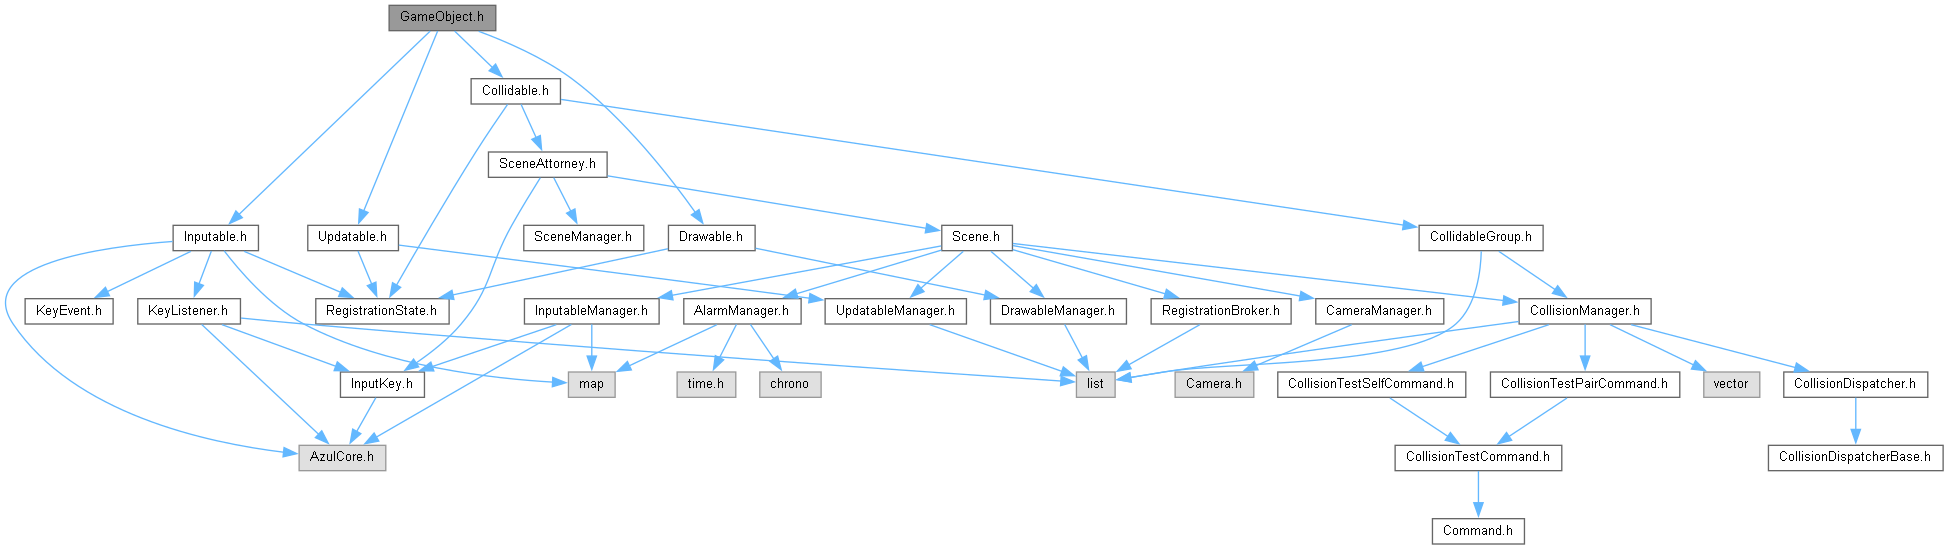 GameObject.h
Collidable.h
SceneAttorney.h
Inputable.h
Updatable.h
SceneManager.h
Drawable.h
Scene.h
CollidableGroup.h
KeyEvent.h
KeyListener.h
RegistrationState.h
InputableManager.h
AlarmManager.h
UpdatableManager.h
DrawableManager.h
RegistrationBroker.h
CameraManager.h
CollisionManager.h
InputKey.h
map
time.h
chrono
list
Camera.h
CollisionTestSelfCommand.h
CollisionTestPairCommand.h
vector
CollisionDispatcher.h
AzulCore.h
CollisionTestCommand.h
CollisionDispatcherBase.h
Command.h